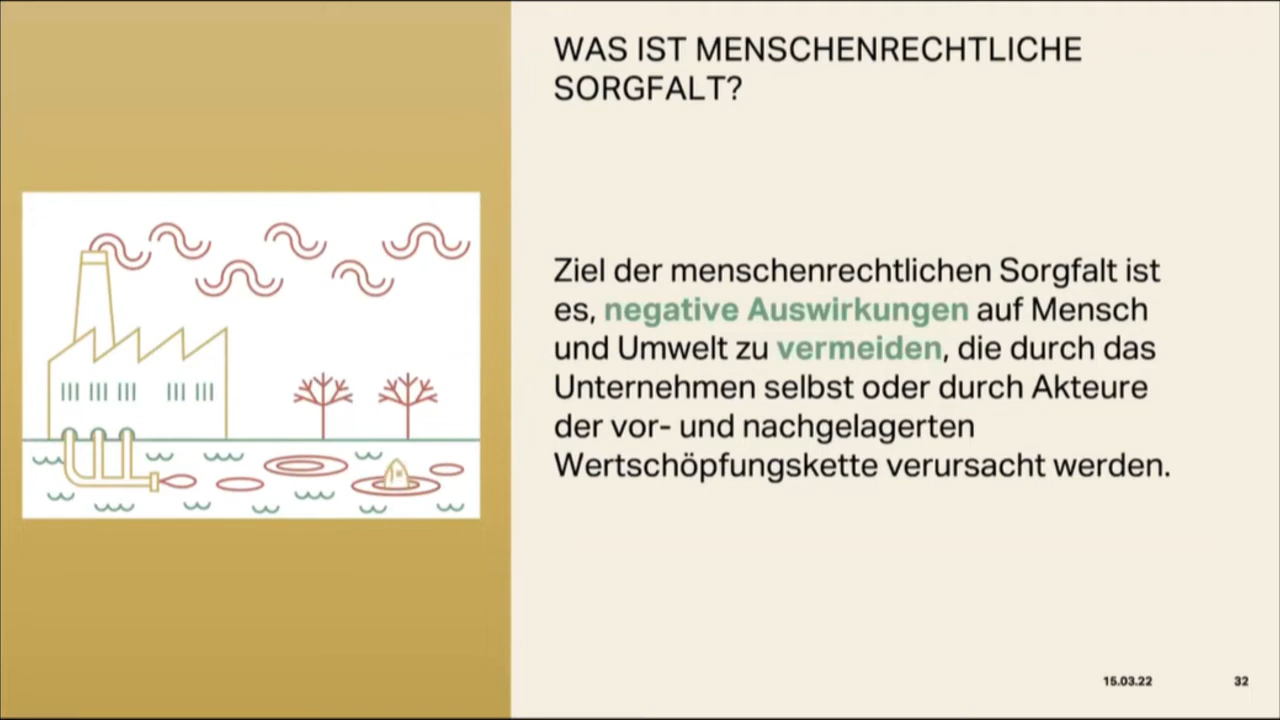 WAS IST MENSCHENRECHTLICHE
SORGFALT?
Ziel der menschenrechtlichen Sorgfalt ist
es, negative Auswirkungen auf Mensch
und Umwelt zu vermeiden, die durch das
Unternehmen selbst oder durch Akteure
der vor- und nachgelagerten
Wertschöpfungskette verursacht werden.
15.03.22
32